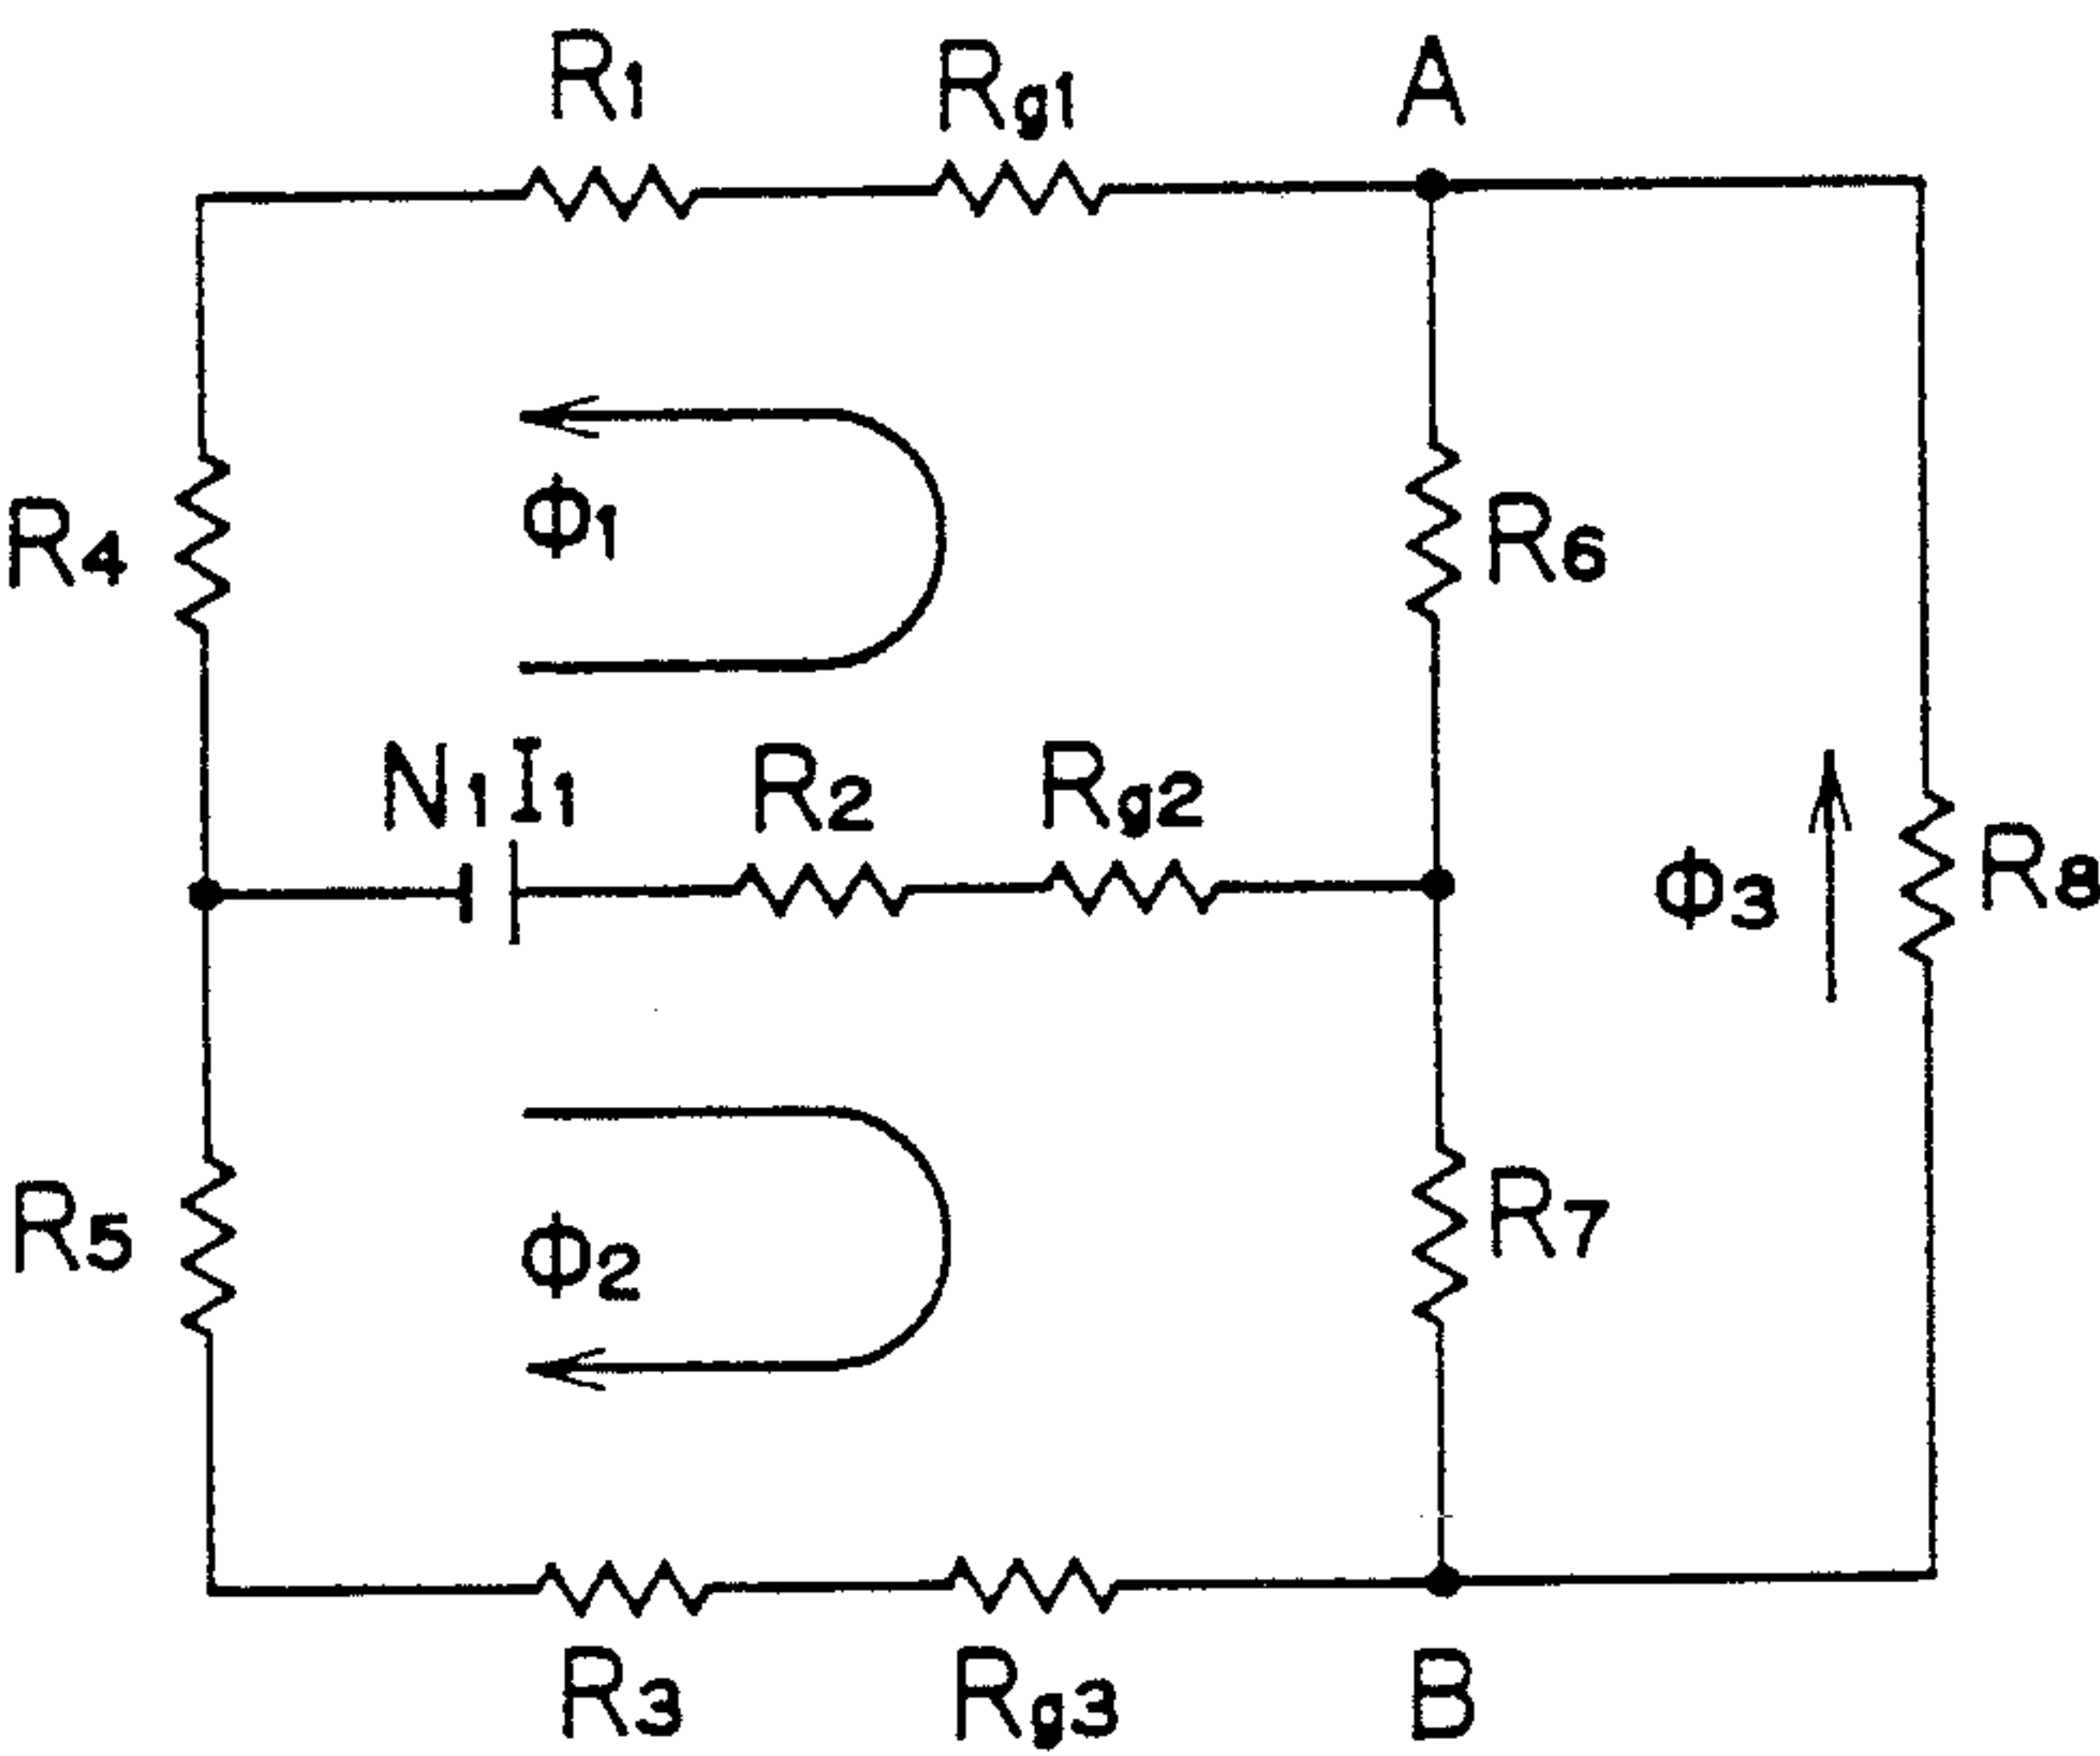 R1 Rg1 A
R4 Φ1 R6
N1 I1 R2 Rg2
Φ3 R8
R5 Φ2 R7
R3 Rg3 B